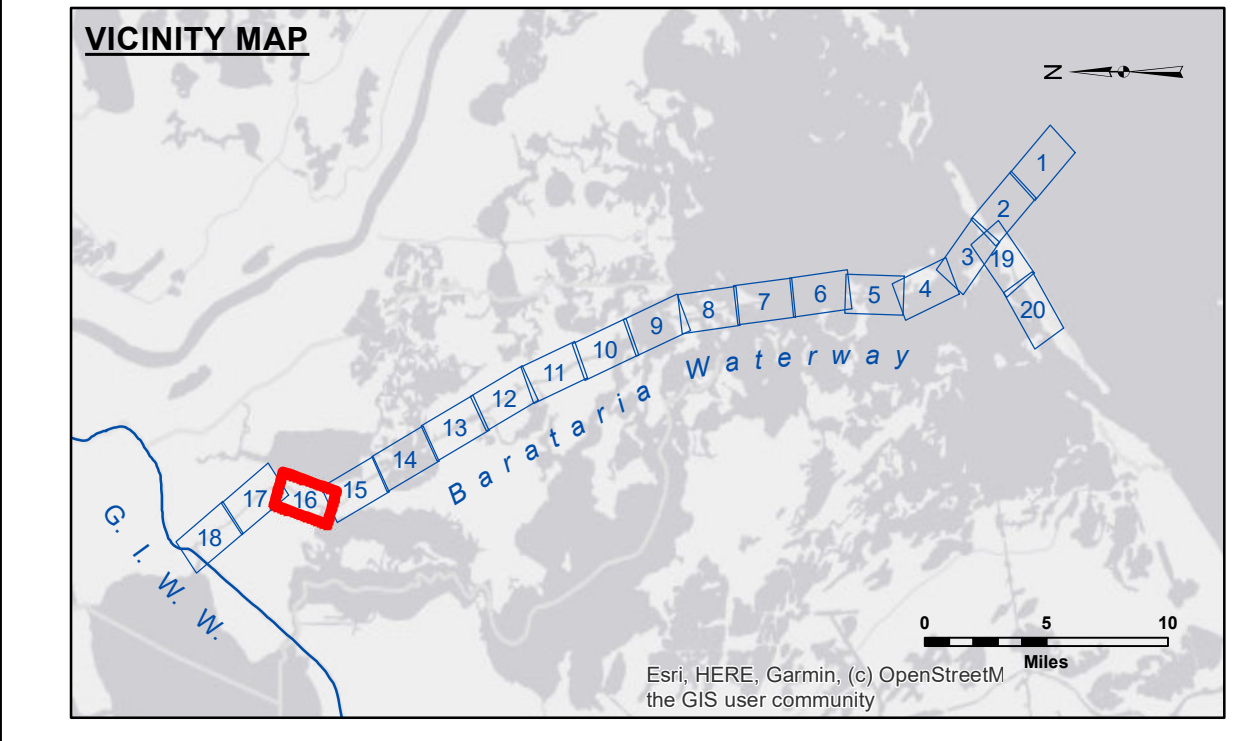 VICINITY MAP
N
1
2
3
19
20
4
5
6
7
8
9
10
11
12
13
14
15
16
17
18
Barataria Waterway
G. I. W. W.
0 5 10
Miles
Esri, HERE, Garmin, (c) OpenStreetM
the GIS user community